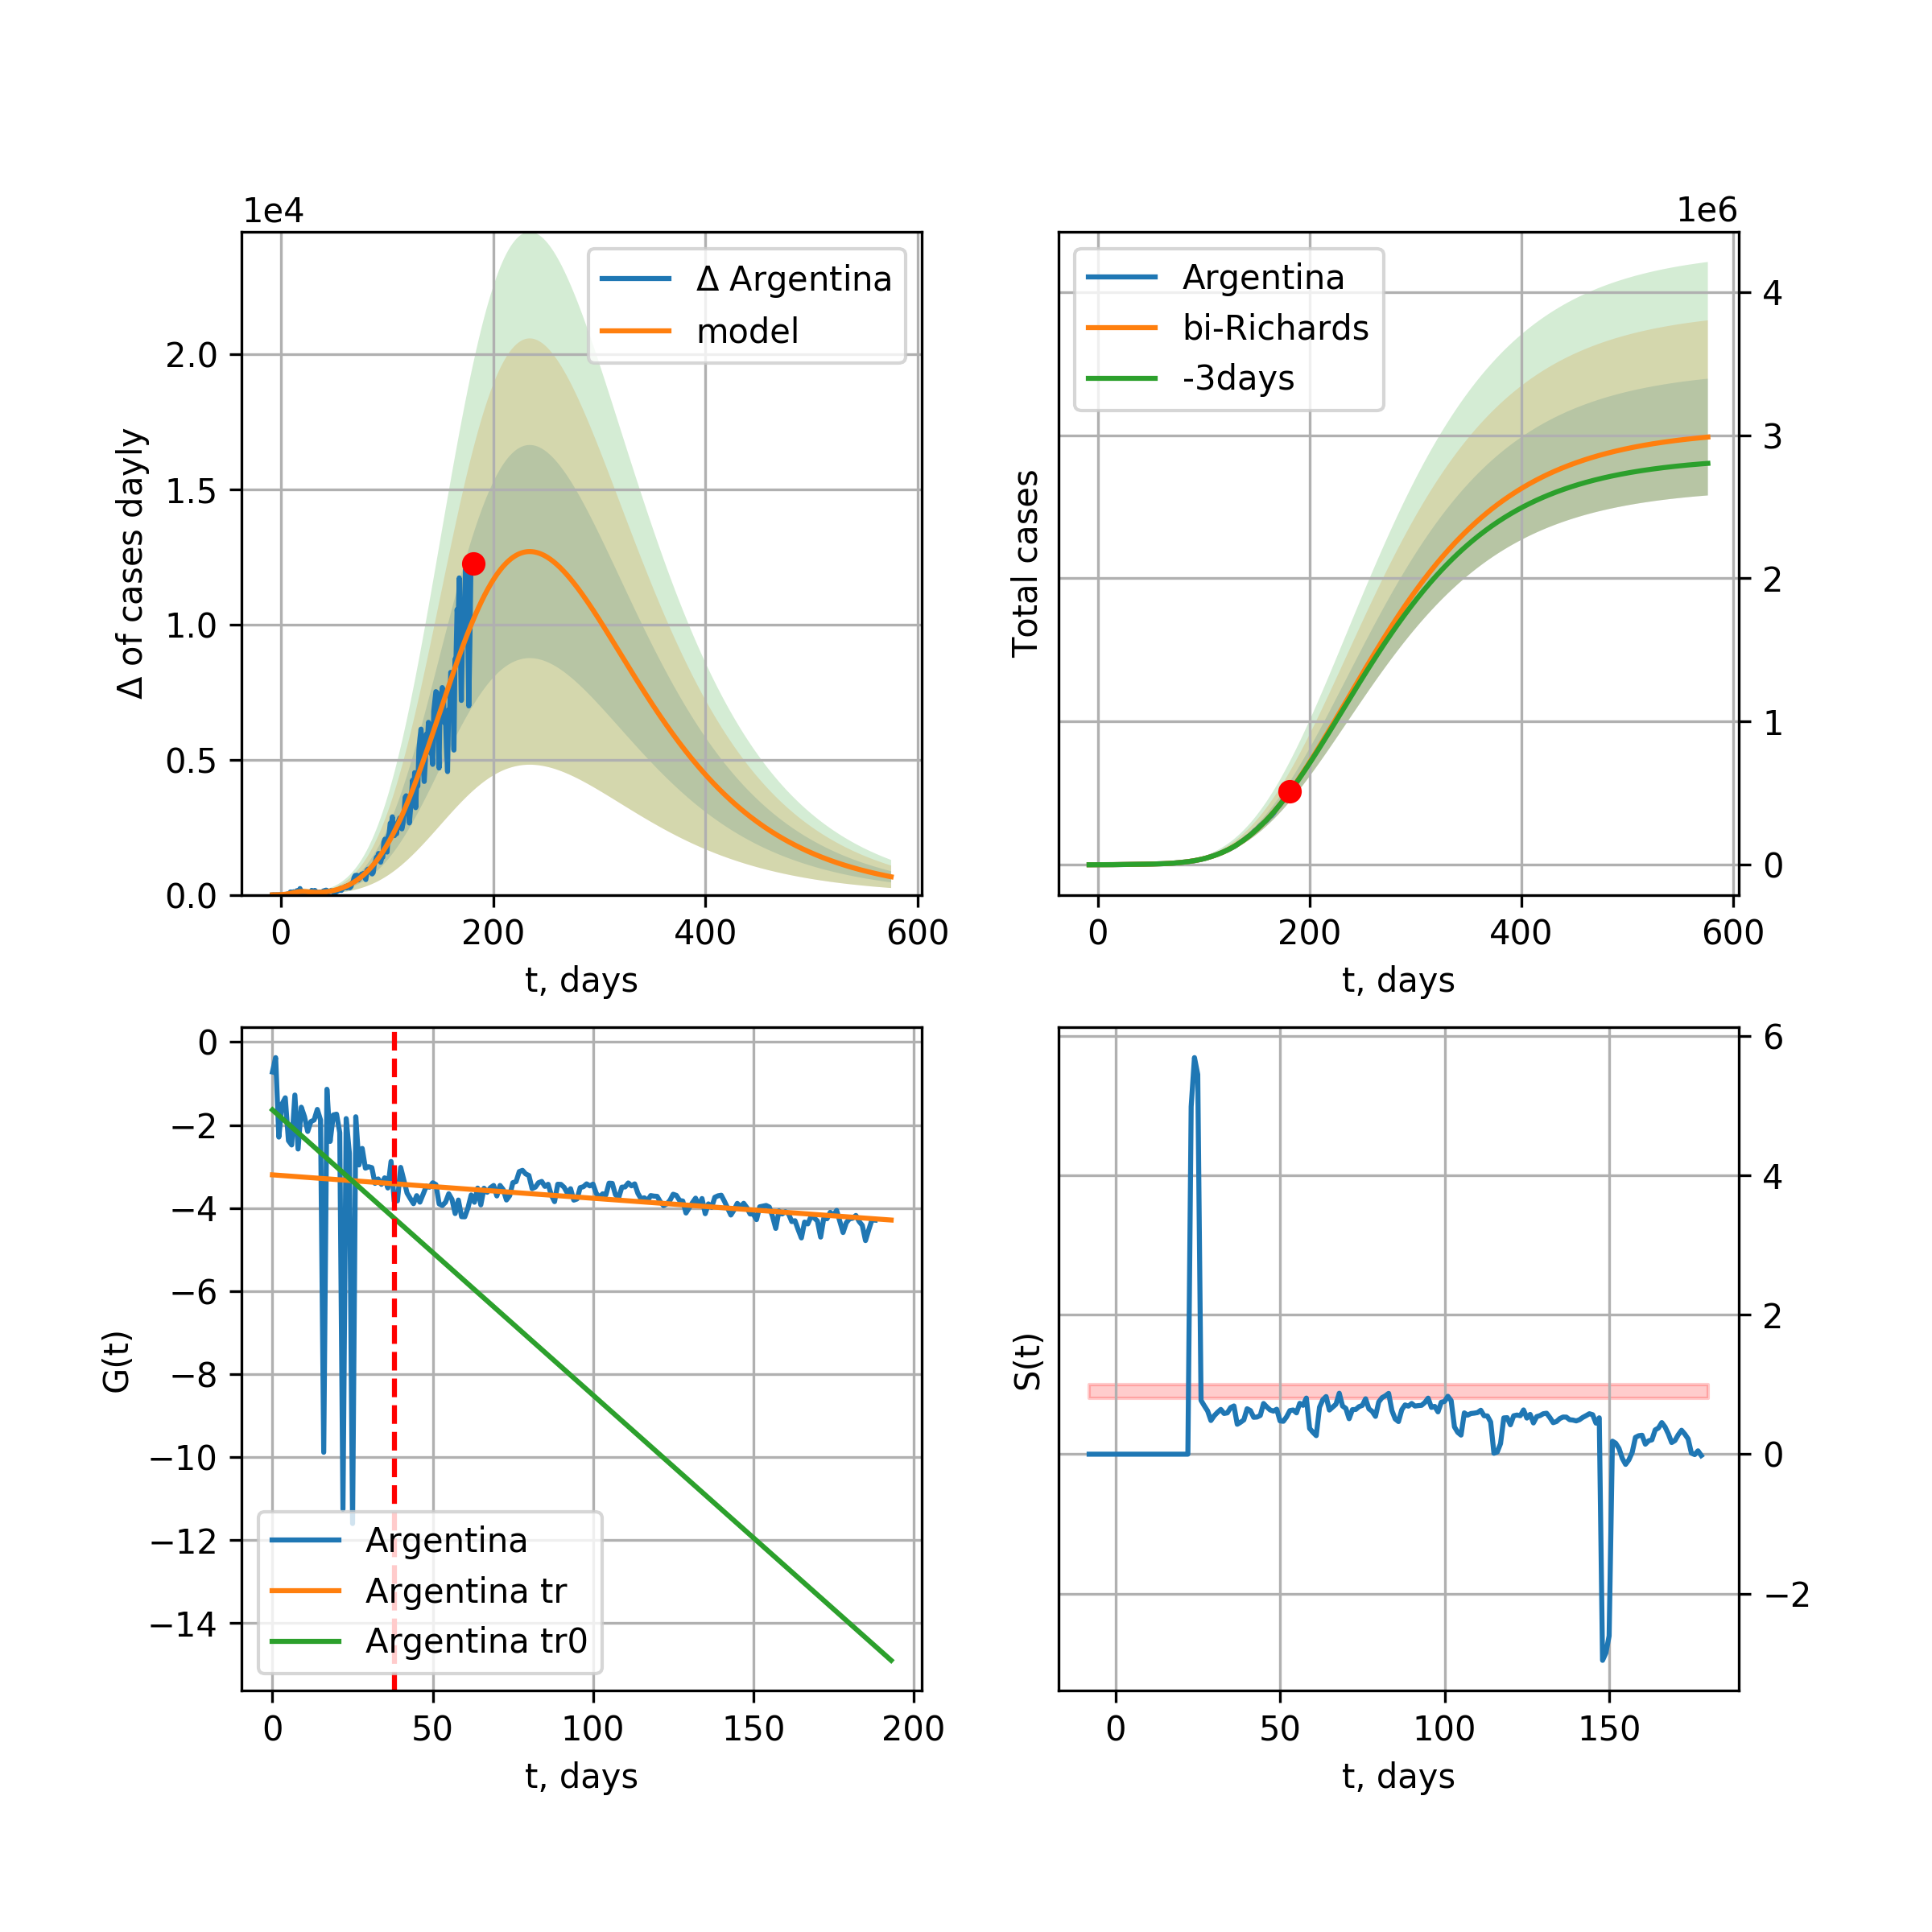 1e4
Δ of cases dayly
2.0
1.5
1.0
0.5
0.0
0 200 400 600
t, days
Δ Argentina
model
1e6
Total cases
4
3
2
1
0
0 200 400 600
t, days
Argentina
bi-Richards
-3days
G(t)
0
−2
−4
−6
−8
−10
−12
−14
0 50 100 150 200
t, days
Argentina
Argentina tr
Argentina tr0
S(t)
6
4
2
0
−2
0 50 100 150
t, days